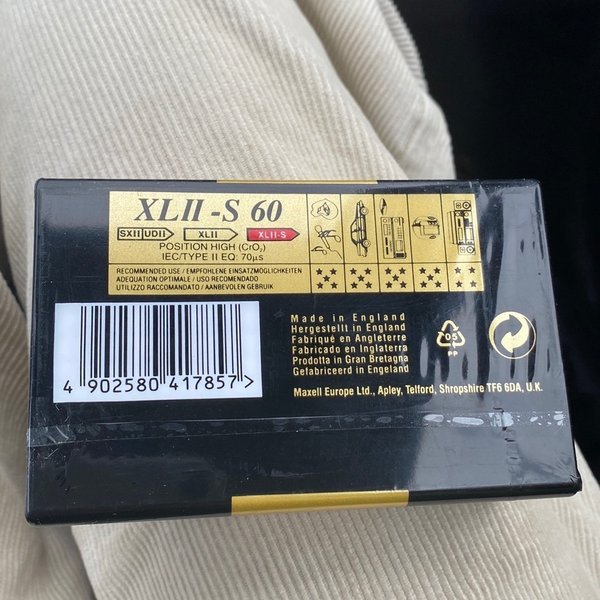 XLII -S 60
SXII UDII XLII XLII-S
POSITION HIGH (CrO₂)
IEC/TYPE II EQ: 70µs
RECOMMENDED USE / EMPFOHLENE EINSATZMOGLICHKEITEN
ADEQUATION OPTIMALE / USO RECOMENDADO
UTILIZZO RACCOMANDATO / AANBEVOLEN GEBRUIK
4 902580 417857 >
Made in England
Hergestellt in England
Fabriqué en Angleterre
Fabricado en Inglaterra
Prodotta in Gran Bretagna
Gefabriceerd in Engeland
05
PP
Maxell Europe Ltd., Apley, Telford, Shropshire TF6 6DA, U.K.